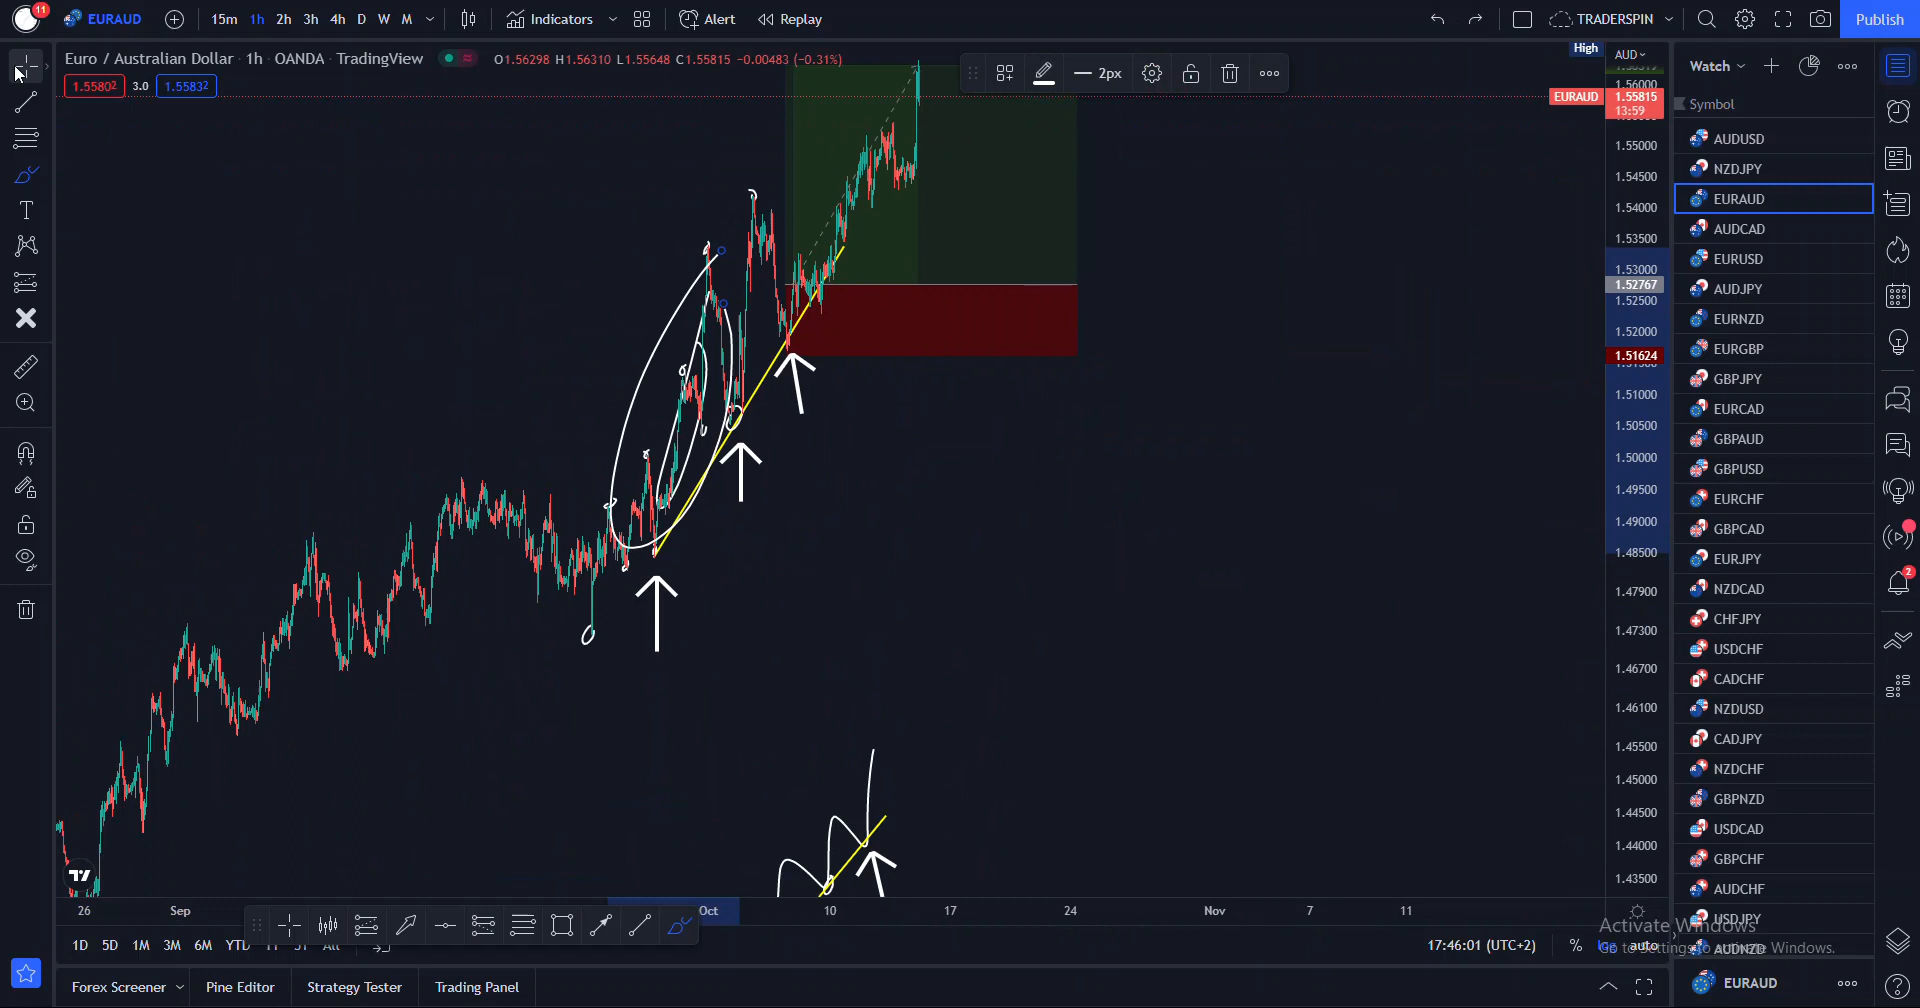 11
EURAUD
15m 1h 2h 3h 4h D W M
Indicators
Alert
Replay
TRADERSPIN
Publish
Euro / Australian Dollar · 1h · OANDA · TradingView
O1.56298 H1.56310 L1.55648 C1.55815 −0.00483 (−0.31%)
1.55802 3.0 1.55832
2px
High
AUD
1.56000
EURAUD 1.55815
13:59
1.55000
1.54500
1.54000
1.53500
1.53000
1.52767
1.52500
1.52000
1.51624
1.51000
1.50500
1.50000
1.49500
1.49000
1.48500
1.47900
1.47300
1.46700
1.46100
1.45500
1.45000
1.44500
1.44000
1.43500
Watch
Symbol
AUDUSD
NZDJPY
EURAUD
AUDCAD
EURUSD
AUDJPY
EURNZD
EURGBP
GBPJPY
EURCAD
GBPAUD
GBPUSD
EURCHF
GBPCAD
EURJPY
NZDCAD
CHFJPY
USDCHF
CADCHF
NZDUSD
CADJPY
NZDCHF
GBPNZD
USDCAD
GBPCHF
AUDCHF
USDJPY
AUDNZD
2
26 Sep Oct 10 17 24 Nov 7 11
1D 5D 1M 3M 6M YTD 1Y 5Y All
17:46:01 (UTC+2) % log auto
Activate Windows
Go to Settings to activate Windows.
Forex Screener Pine Editor Strategy Tester Trading Panel
EURAUD